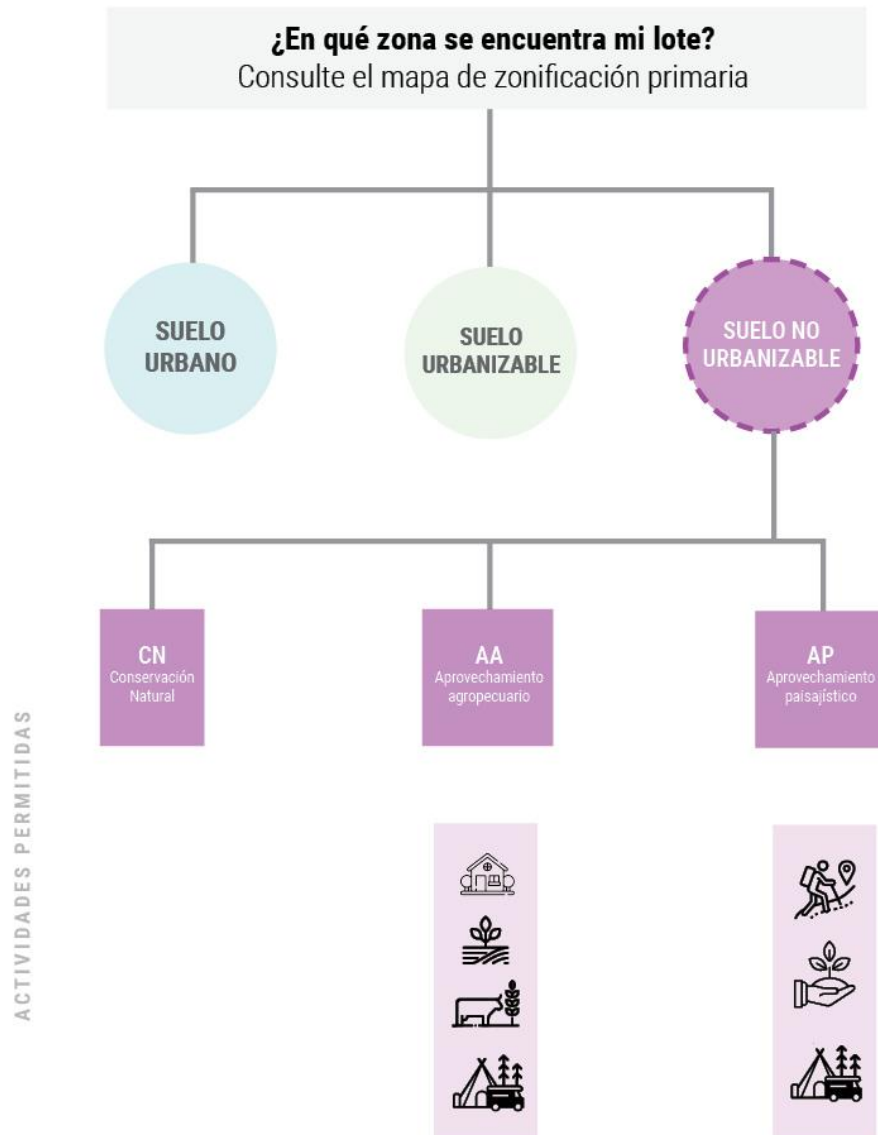 ¿En qué zona se encuentra mi lote?
Consulte el mapa de zonificación primaria
SUELO
URBANO
SUELO
URBANIZABLE
SUELO NO
URBANIZABLE
CN
Conservación
Natural
AA
Aprovechamiento
agropecuario
AP
Aprovechamiento
paisajístico
ACTIVIDADES PERMITIDAS